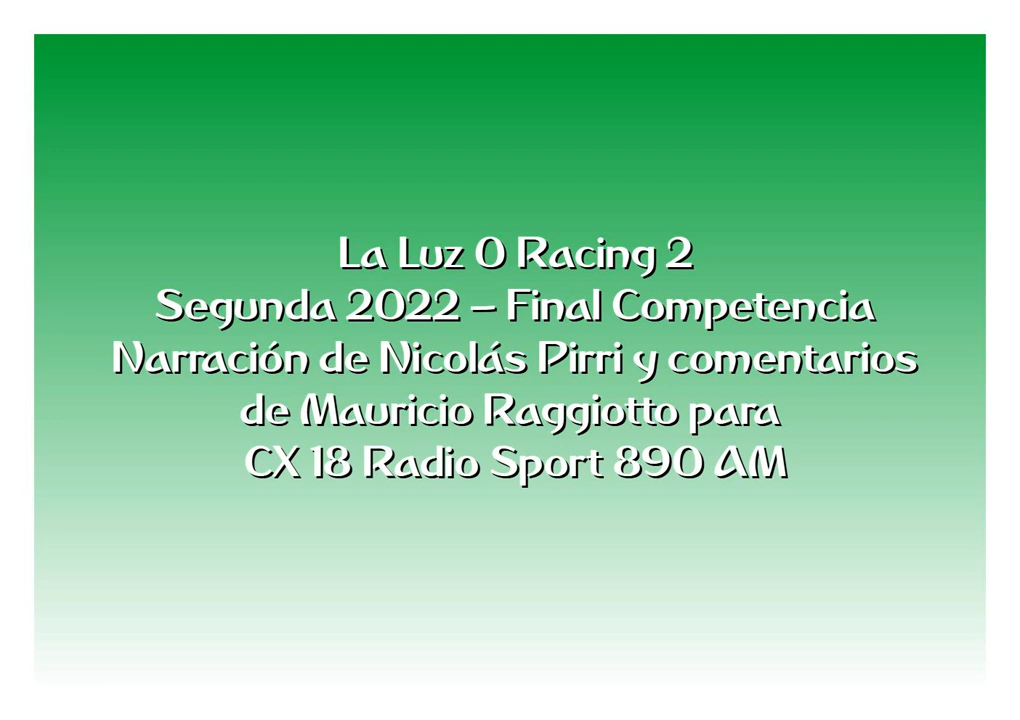 La Luz 0 Racing 2
Segunda 2022 – Final Competencia
Narración de Nicolás Pirri y comentarios
de Mauricio Raggiotto para
CX 18 Radio Sport 890 AM